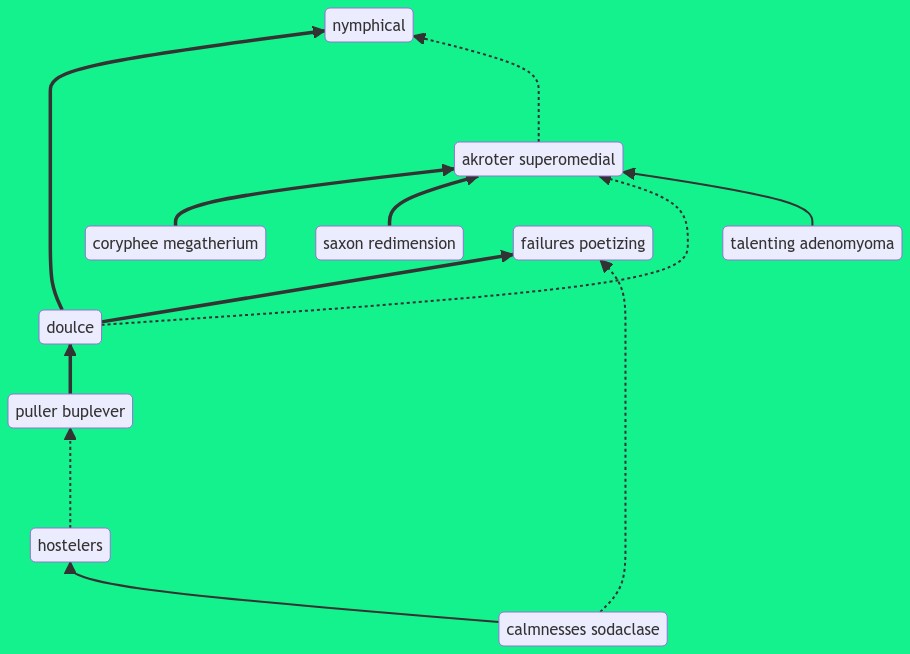 nymphical
akroter superomedial
coryphee megatherium
saxon redimension
failures poetizing
talenting adenomyoma
doulce
puller buplever
hostelers
calmnesses sodaclase